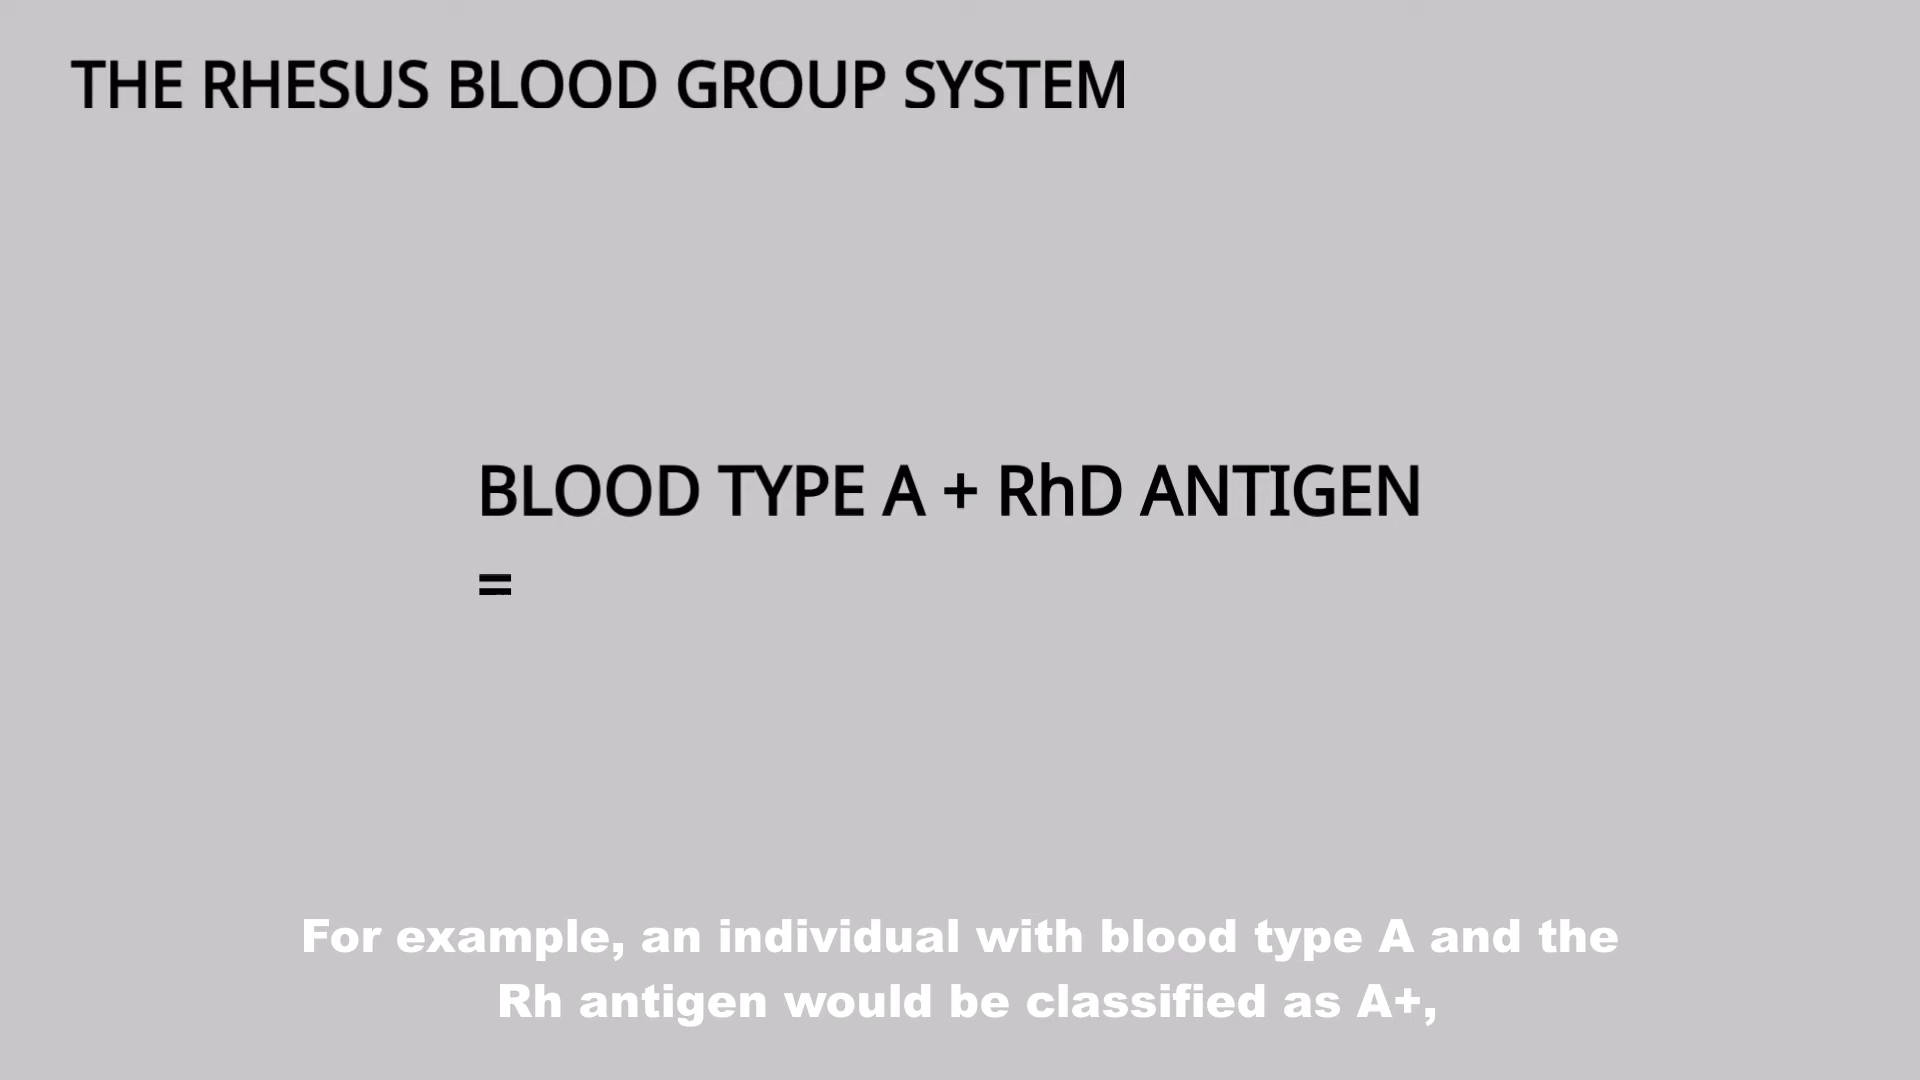 THE RHESUS BLOOD GROUP SYSTEM
BLOOD TYPE A + RhD ANTIGEN
=
For example, an individual with blood type A and the
Rh antigen would be classified as A+,